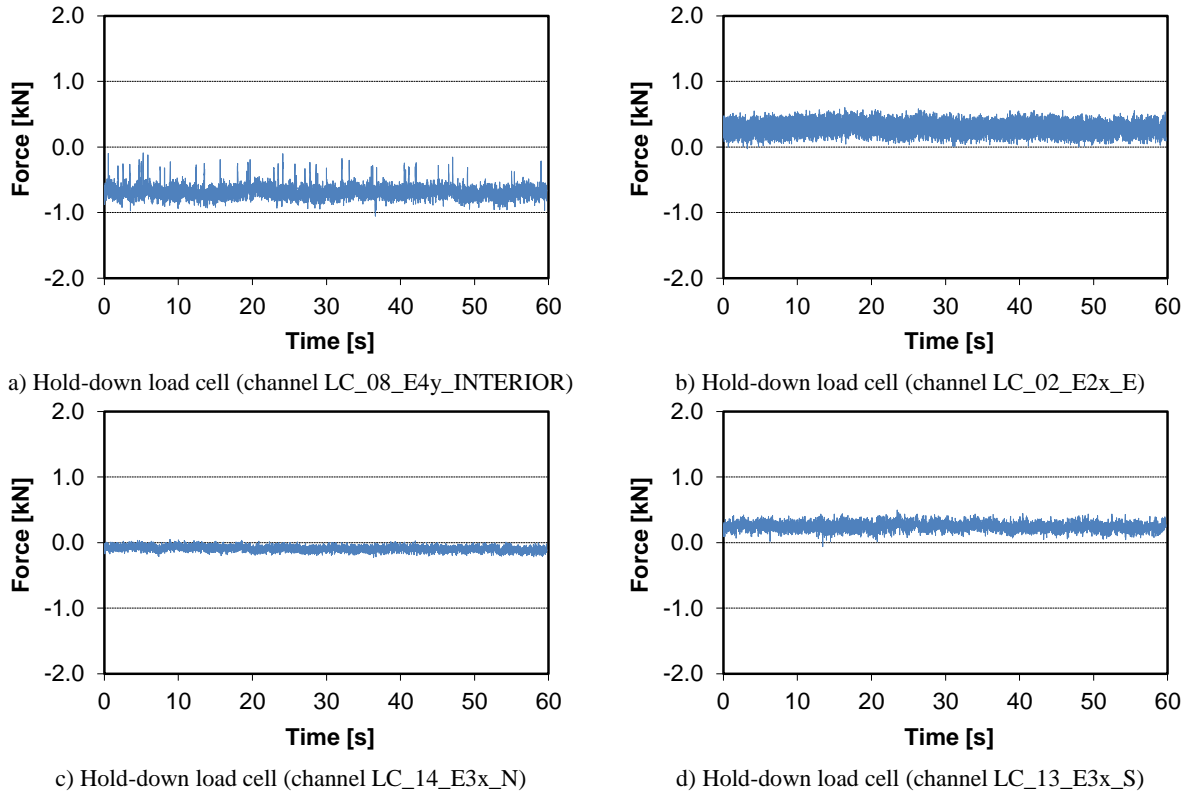 2.0
1.0
0.0
-1.0
-2.0
Force [kN]
0 10 20 30 40 50 60
Time [s]
a) Hold-down load cell (channel LC_08_E4y_INTERIOR)
2.0
1.0
0.0
-1.0
-2.0
Force [kN]
0 10 20 30 40 50 60
Time [s]
b) Hold-down load cell (channel LC_02_E2x_E)
2.0
1.0
0.0
-1.0
-2.0
Force [kN]
0 10 20 30 40 50 60
Time [s]
c) Hold-down load cell (channel LC_14_E3x_N)
2.0
1.0
0.0
-1.0
-2.0
Force [kN]
0 10 20 30 40 50 60
Time [s]
d) Hold-down load cell (channel LC_13_E3x_S)